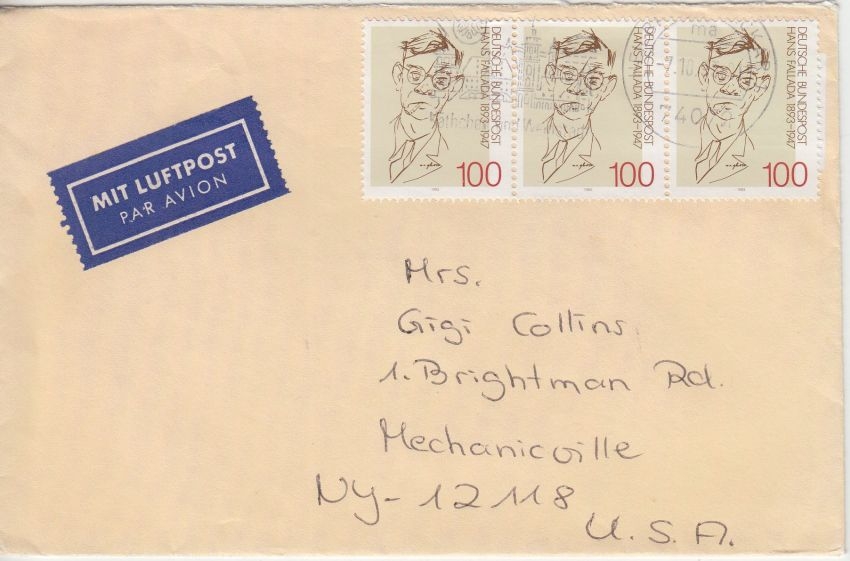 DEUTSCHE BUNDESPOST
HANS FALLADA 1893–1947
100
DEUTSCHE BUNDESPOST
HANS FALLADA 1893–1947
100
DEUTSCHE BUNDESPOST
HANS FALLADA 1893–1947
100
MIT LUFTPOST
PAR AVION
Mrs.
Gigi Collins
1. Brightman Rd.
Mechanicville
NY- 12118
U.S.A.